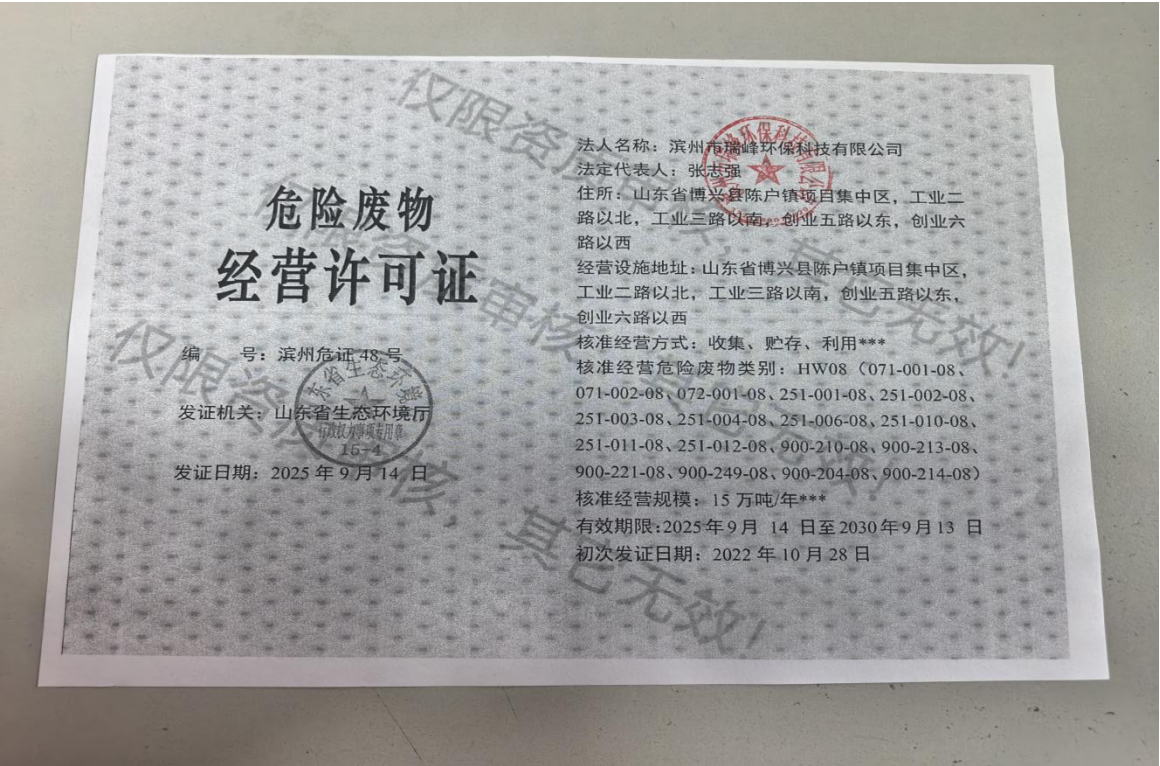 危险废物
经营许可证
编 号：滨州危证 48 号
发证机关：山东省生态环境厅
发证日期：2025 年 9 月 14 日
15-4
法人名称：滨州市瑞峰环保科技有限公司
法定代表人：张志强
住所：山东省博兴县陈户镇项目集中区，工业二
路以北，工业三路以南，创业五路以东，创业六
路以西
经营设施地址：山东省博兴县陈户镇项目集中区，
工业二路以北，工业三路以南，创业五路以东，
创业六路以西
核准经营方式：收集、贮存、利用***
核准经营危险废物类别：HW08（071-001-08、
071-002-08、072-001-08、251-001-08、251-002-08、
251-003-08、251-004-08、251-006-08、251-010-08、
251-011-08、251-012-08、900-210-08、900-213-08、
900-221-08、900-249-08、900-204-08、900-214-08）
核准经营规模：15 万吨/年***
有效期限:2025年9月 14 日至2030年9月13 日
初次发证日期：2022 年 10 月 28 日
仅限资质审核，其它无效！
仅限资质审核，其它无效！